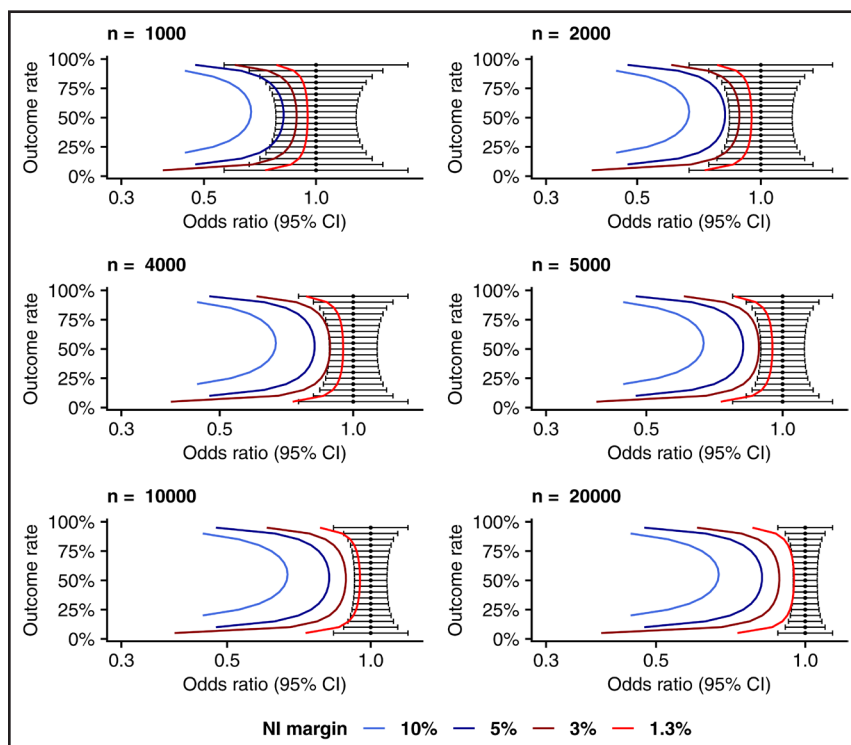 n = 1000
100%
75%
50%
25%
0%
Outcome rate
0.3 0.5 1.0
Odds ratio (95% CI)
n = 2000
100%
75%
50%
25%
0%
Outcome rate
0.3 0.5 1.0
Odds ratio (95% CI)
n = 4000
100%
75%
50%
25%
0%
Outcome rate
0.3 0.5 1.0
Odds ratio (95% CI)
n = 5000
100%
75%
50%
25%
0%
Outcome rate
0.3 0.5 1.0
Odds ratio (95% CI)
n = 10000
100%
75%
50%
25%
0%
Outcome rate
0.3 0.5 1.0
Odds ratio (95% CI)
n = 20000
100%
75%
50%
25%
0%
Outcome rate
0.3 0.5 1.0
Odds ratio (95% CI)
NI margin 10% 5% 3% 1.3%